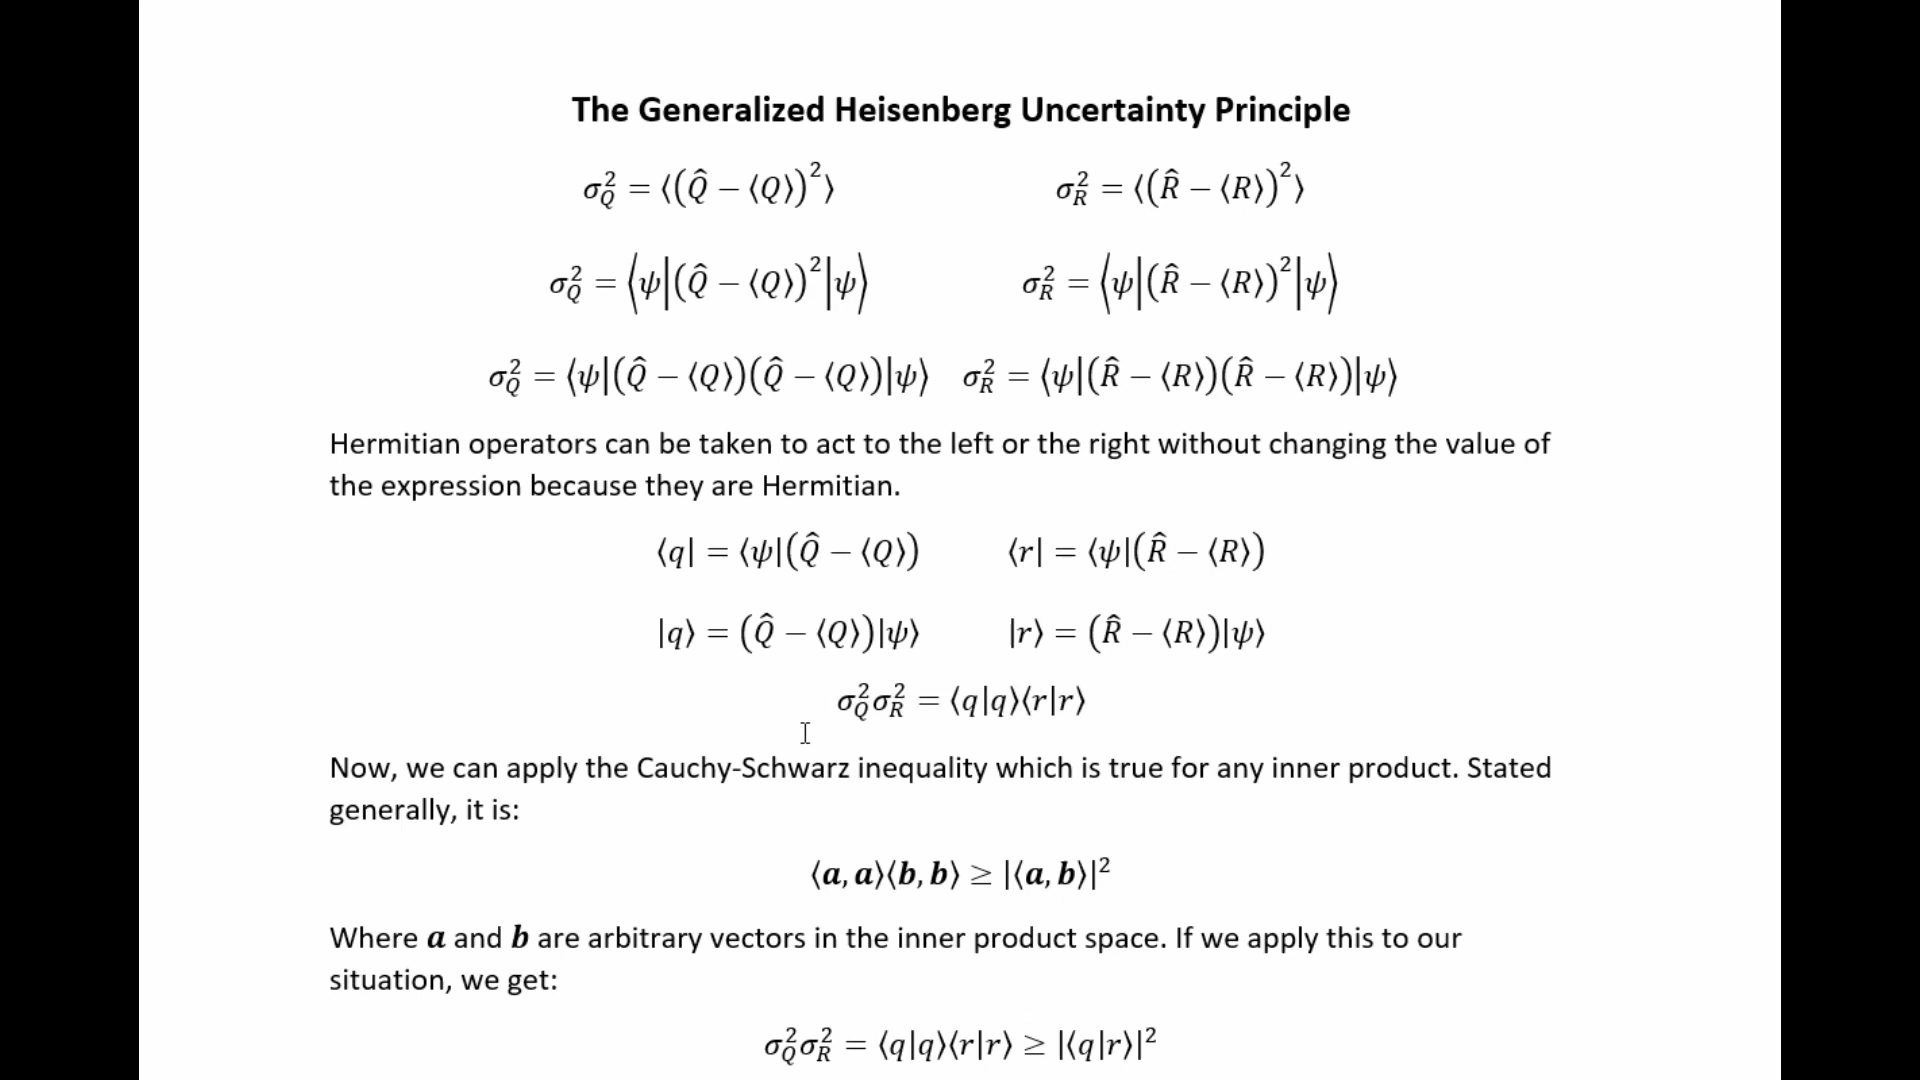 The Generalized Heisenberg Uncertainty Principle
σ_Q^2 = ⟨(Q̂ − ⟨Q⟩)^2⟩ σ_R^2 = ⟨(R̂ − ⟨R⟩)^2⟩
σ_Q^2 = ⟨ψ|(Q̂ − ⟨Q⟩)^2|ψ⟩ σ_R^2 = ⟨ψ|(R̂ − ⟨R⟩)^2|ψ⟩
σ_Q^2 = ⟨ψ|(Q̂ − ⟨Q⟩)(Q̂ − ⟨Q⟩)|ψ⟩ σ_R^2 = ⟨ψ|(R̂ − ⟨R⟩)(R̂ − ⟨R⟩)|ψ⟩
Hermitian operators can be taken to act to the left or the right without changing the value of
the expression because they are Hermitian.
⟨q| = ⟨ψ|(Q̂ − ⟨Q⟩) ⟨r| = ⟨ψ|(R̂ − ⟨R⟩)
|q⟩ = (Q̂ − ⟨Q⟩)|ψ⟩ |r⟩ = (R̂ − ⟨R⟩)|ψ⟩
σ_Q^2 σ_R^2 = ⟨q|q⟩⟨r|r⟩
Now, we can apply the Cauchy-Schwarz inequality which is true for any inner product. Stated
generally, it is:
⟨a, a⟩⟨b, b⟩ ≥ |⟨a, b⟩|^2
Where a and b are arbitrary vectors in the inner product space. If we apply this to our
situation, we get:
σ_Q^2 σ_R^2 = ⟨q|q⟩⟨r|r⟩ ≥ |⟨q|r⟩|^2